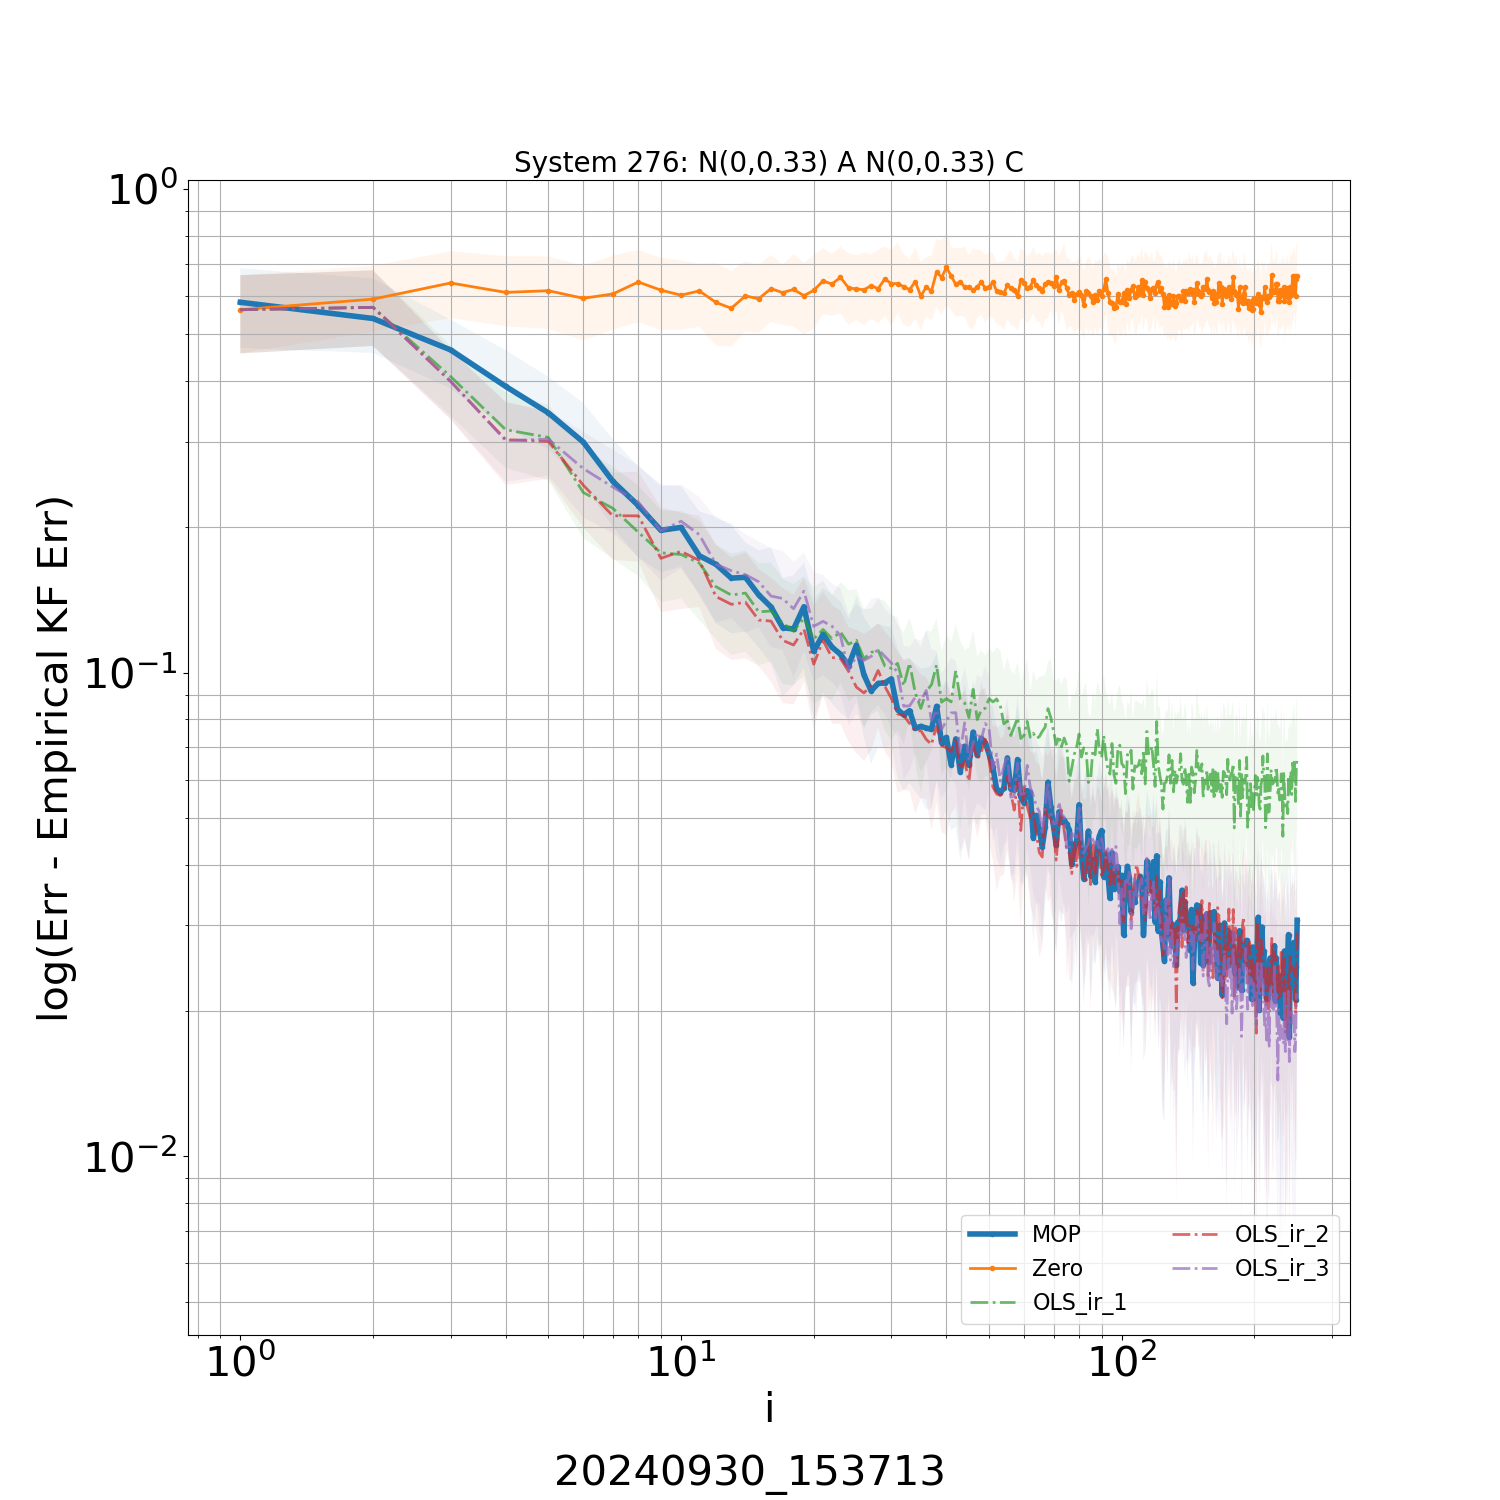 System 276: N(0,0.33) A N(0,0.33) C
10⁰
10⁻¹
10⁻²
log(Err - Empirical KF Err)
MOP
Zero
OLS_ir_1
OLS_ir_2
OLS_ir_3
10⁰ 10¹ 10²
i
20240930_153713